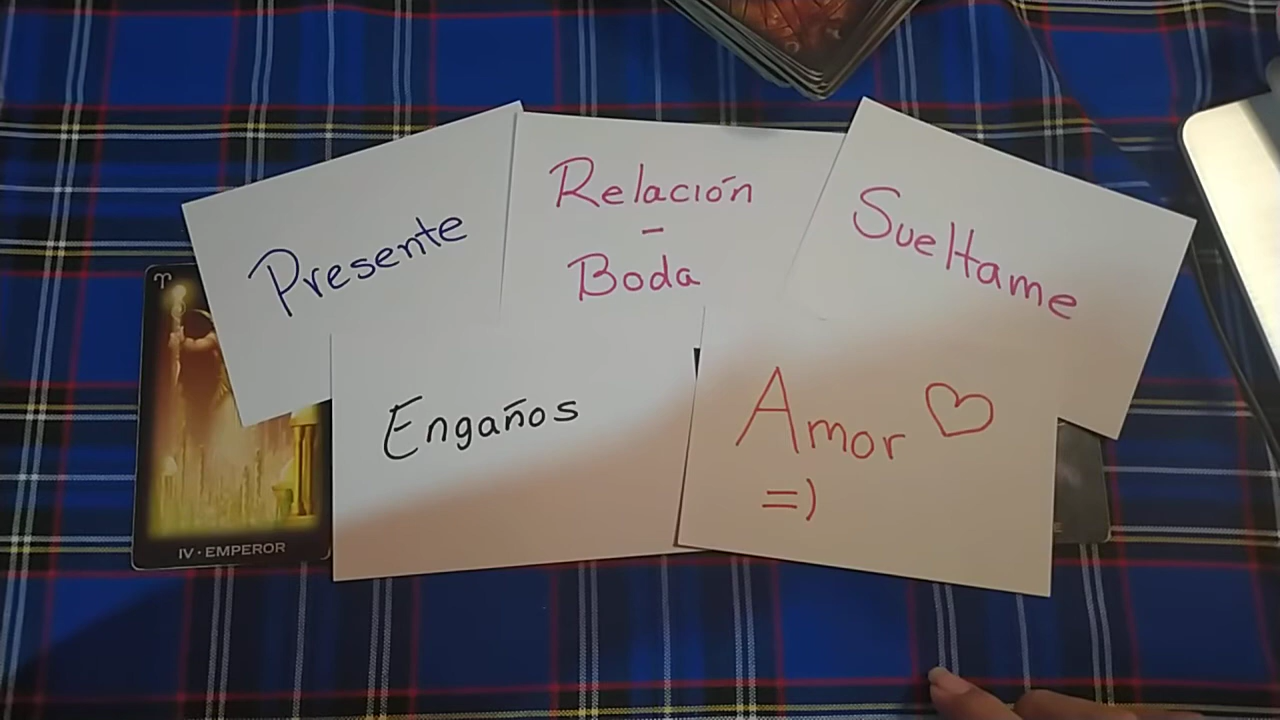 Presente
Relación
-
Boda
Sueltame
Engaños
Amor ♡
=)
IV · EMPEROR
E